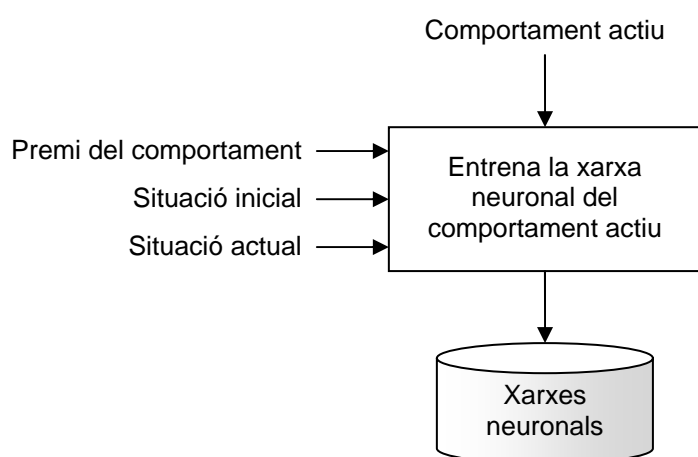 Comportament actiu
Premi del comportament
Situació inicial
Situació actual
Entrena la xarxa
neuronal del
comportament actiu
Xarxes
neuronals